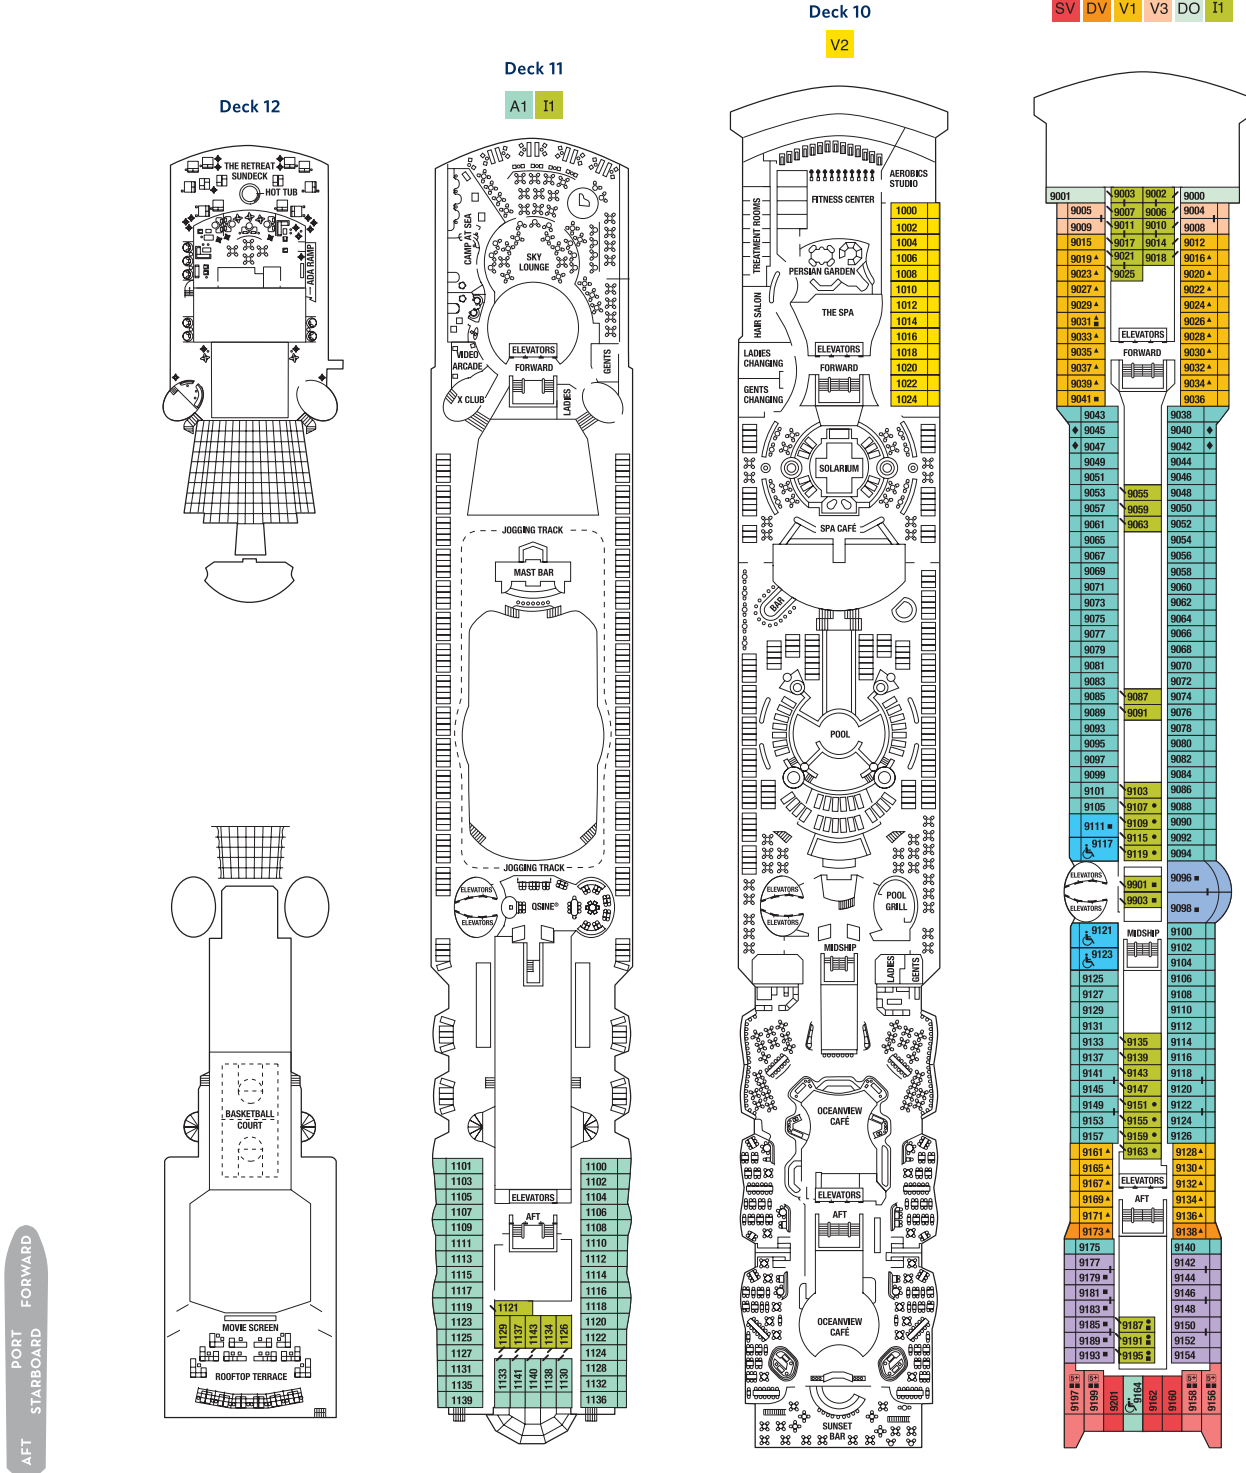 Deck 12
THE RETREAT
SUNDECK
HOT TUB
ADA RAMP
BASKETBALL
COURT
MOVIE SCREEN
ROOFTOP TERRACE
PORT
STARBOARD
FORWARD
AFT
Deck 11
A1 I1
CAMP AT SEA
SKY
LOUNGE
VIDEO
ARCADE
ELEVATORS
FORWARD
GENTS
LADIES
X CLUB
JOGGING TRACK
MAST BAR
JOGGING TRACK
ELEVATORS
ELEVATORS
QSINE®
1101 1100
1103 1102
1105 ELEVATORS 1104
1107 AFT 1106
1109 1108
1111 1110
1113 1112
1115 1114
1117 1116
1119 1121 1118
1123 1120
1125 1122
1127 1124
1131 1128
1135 1132
1139 1136
1129 1137 1143 1134 1126
1133 1141 1140 1138 1130
Deck 10
V2
AEROBICS
STUDIO
FITNESS CENTER
TREATMENT ROOMS
PERSIAN GARDEN
HAIR SALON
THE SPA
LADIES
CHANGING
GENTS
CHANGING
ELEVATORS
FORWARD
1000
1002
1004
1006
1008
1010
1012
1014
1016
1018
1020
1022
1024
SOLARIUM
SPA CAFÉ
BAR
POOL
ELEVATORS
ELEVATORS
POOL
GRILL
MIDSHIP
LADIES
GENTS
OCEANVIEW
CAFÉ
ELEVATORS
AFT
OCEANVIEW
CAFÉ
SUNSET
BAR
SV DV V1 V3 DO I1
9001 9003 9002 9000
9005 9007 9006 9004
9009 9011 9010 9008
9015 9017 9014 9012
9019 9021 9018 9016
9023 9025 9020
9027 9022
9029 9024
9031 9026
9033 ELEVATORS 9028
9035 FORWARD 9030
9037 9032
9039 9034
9041 9036
9043 9038
9045 9040
9047 9042
9049 9044
9051 9046
9053 9055 9048
9057 9059 9050
9061 9063 9052
9065 9054
9067 9056
9069 9058
9071 9060
9073 9062
9075 9064
9077 9066
9079 9068
9081 9070
9083 9072
9085 9087 9074
9089 9091 9076
9093 9078
9095 9080
9097 9082
9099 9084
9101 9103 9086
9105 9107 9088
9111 9109 9090
9115 9092
9117 9119 9094
ELEVATORS 9901 9096
ELEVATORS 9903 9098
9121 MIDSHIP 9100
9102
9123 9104
9125 9106
9127 9108
9129 9110
9131 9112
9133 9135 9114
9137 9139 9116
9141 9143 9118
9145 9147 9120
9149 9151 9122
9153 9155 9124
9157 9159 9126
9161 9163 9128
9165 9130
9167 ELEVATORS 9132
9169 AFT 9134
9171 9136
9173 9138
9175 9140
9177 9142
9179 9144
9181 9146
9183 9148
9185 9187 9150
9189 9191 9152
9193 9195 9154
5+ 5+ 5+ 5+
9197 9199 9201 9164 9162 9160 9158 9156